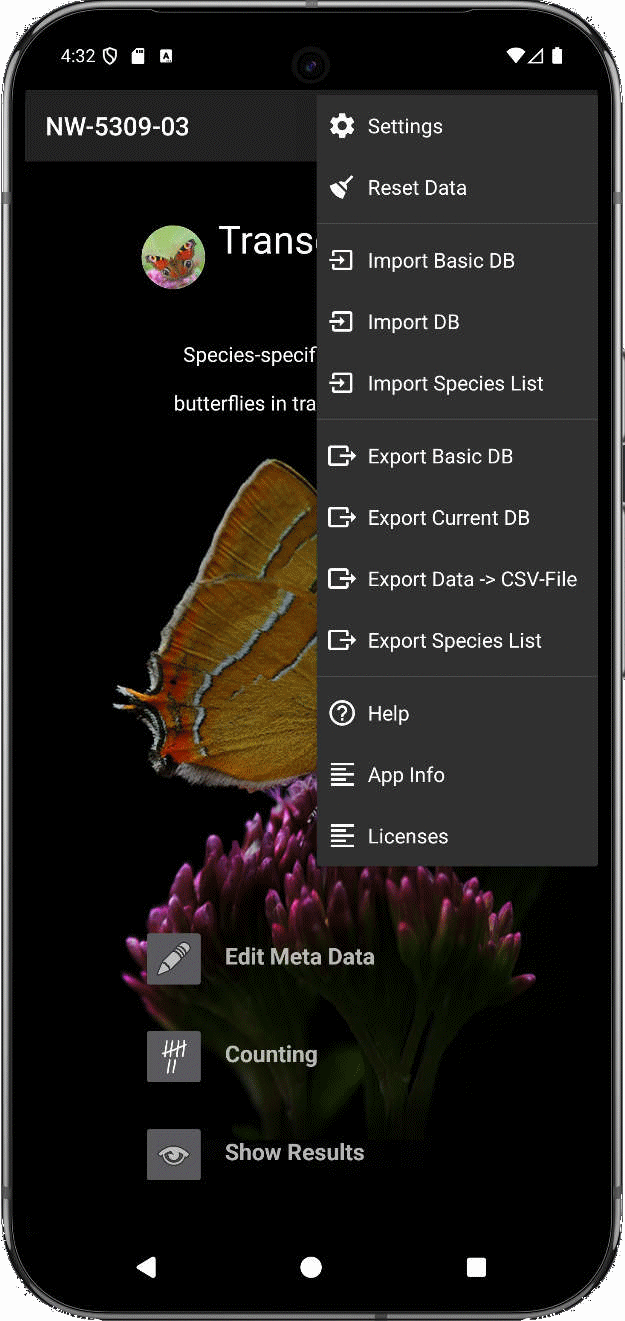 4:32
NW-5309-03
Settings
Reset Data
Import Basic DB
Import DB
Import Species List
Export Basic DB
Export Current DB
Export Data -> CSV-File
Export Species List
Help
App Info
Licenses
butterflies in
Edit Meta Data
Counting
Show Results